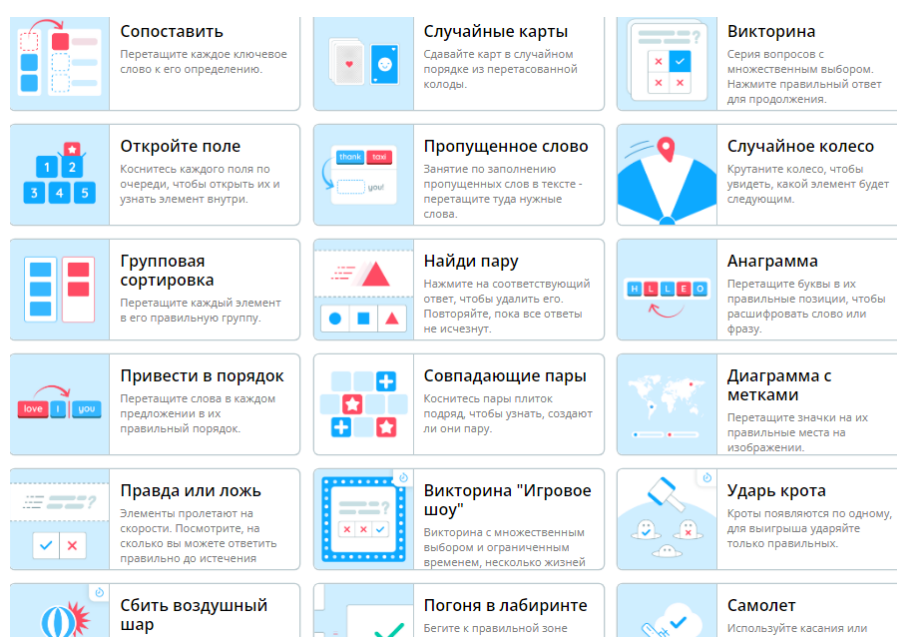 Сопоставить
Перетащите каждое ключевое
слово к его определению.
Случайные карты
Сдавайте карт в случайном
порядке из перетасованной
колоды.
?
Викторина
Серия вопросов с
множественным выбором.
Нажмите правильный ответ
для продолжения.
1 2
3 4 5
Откройте поле
Коснитесь каждого поля по
очереди, чтобы открыть их и
узнать элемент внутри.
thank taxi
you!
Пропущенное слово
Занятие по заполнению
пропущенных слов в тексте -
перетащите туда нужные
слова.
Случайное колесо
Крутаните колесо, чтобы
увидеть, какой элемент будет
следующим.
Групповая
сортировка
Перетащите каждый элемент
в его правильную группу.
Найди пару
Нажмите на соответствующий
ответ, чтобы удалить его.
Повторяйте, пока все ответы
не исчезнут.
H L L E O
Анаграмма
Перетащите буквы в их
правильные позиции, чтобы
расшифровать слово или
фразу.
love I you
Привести в порядок
Перетащите слова в каждом
предложении в их
правильный порядок.
Совпадающие пары
Коснитесь пары плиток
подряд, чтобы узнать, создают
ли они пару.
Диаграмма с
метками
Перетащите значки на их
правильные места на
изображении.
?
Правда или ложь
Элементы пролетают на
скорости. Посмотрите, на
сколько вы можете ответить
правильно до истечения
?
Викторина "Игровое
шоу"
Викторина с множественным
выбором и ограниченным
временем, несколько жизней
Ударь крота
Кроты появляются по одному,
для выигрыша ударяйте
только правильных.
Сбить воздушный
шар
Погоня в лабиринте
Бегите к правильной зоне
Самолет
Используйте касания или